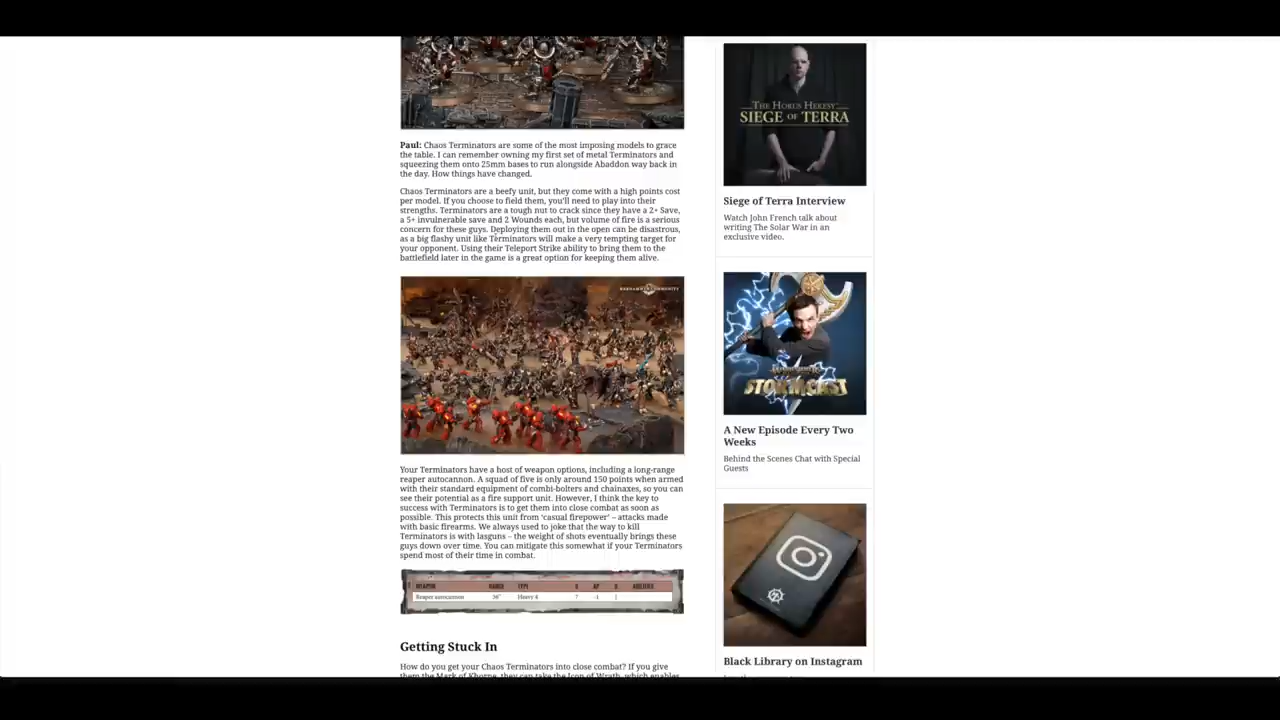 Paul: Chaos Terminators are some of the most imposing models to grace
the table. I can remember owning my first set of metal Terminators and
squeezing them onto 25mm bases to run alongside Abaddon way back in
the day. How things have changed.
Chaos Terminators are a beefy unit, but they come with a high points cost
per model. If you choose to field them, you'll need to play into their
strengths. Terminators are a tough nut to crack since they have a 2+ Save,
a 5+ invulnerable save and 2 Wounds each, but volume of fire is a serious
concern for these guys. Deploying them out in the open can be disastrous,
as a big flashy unit like Terminators will make a very tempting target for
your opponent. Using their Teleport Strike ability to bring them to the
battlefield later in the game is a great option for keeping them alive.
WARHAMMER COMMUNITY
Your Terminators have a host of weapon options, including a long-range
reaper autocannon. A squad of five is only around 150 points when armed
with their standard equipment of combi-bolters and chainaxes, so you can
see their potential as a fire support unit. However, I think the key to
success with Terminators is to get them into close combat as soon as
possible. This protects this unit from ‘casual firepower’ – attacks made
with basic firearms. We always used to joke that the way to kill
Terminators is with lasguns – the weight of shots eventually brings these
guys down over time. You can mitigate this somewhat if your Terminators
spend most of their time in combat.
WEAPON RANGE TYPE S AP D ABILITIES
Reaper autocannon 36" Heavy 4 7 -1 1
Getting Stuck In
How do you get your Chaos Terminators into close combat? If you give
them the Mark of Khorne, they can take the Icon of Wrath, which enables
THE HORUS HERESY
SIEGE OF TERRA
Siege of Terra Interview
Watch John French talk about
writing The Solar War in an
exclusive video.
STORMCAST
A New Episode Every Two
Weeks
Behind the Scenes Chat with Special
Guests
Black Library on Instagram